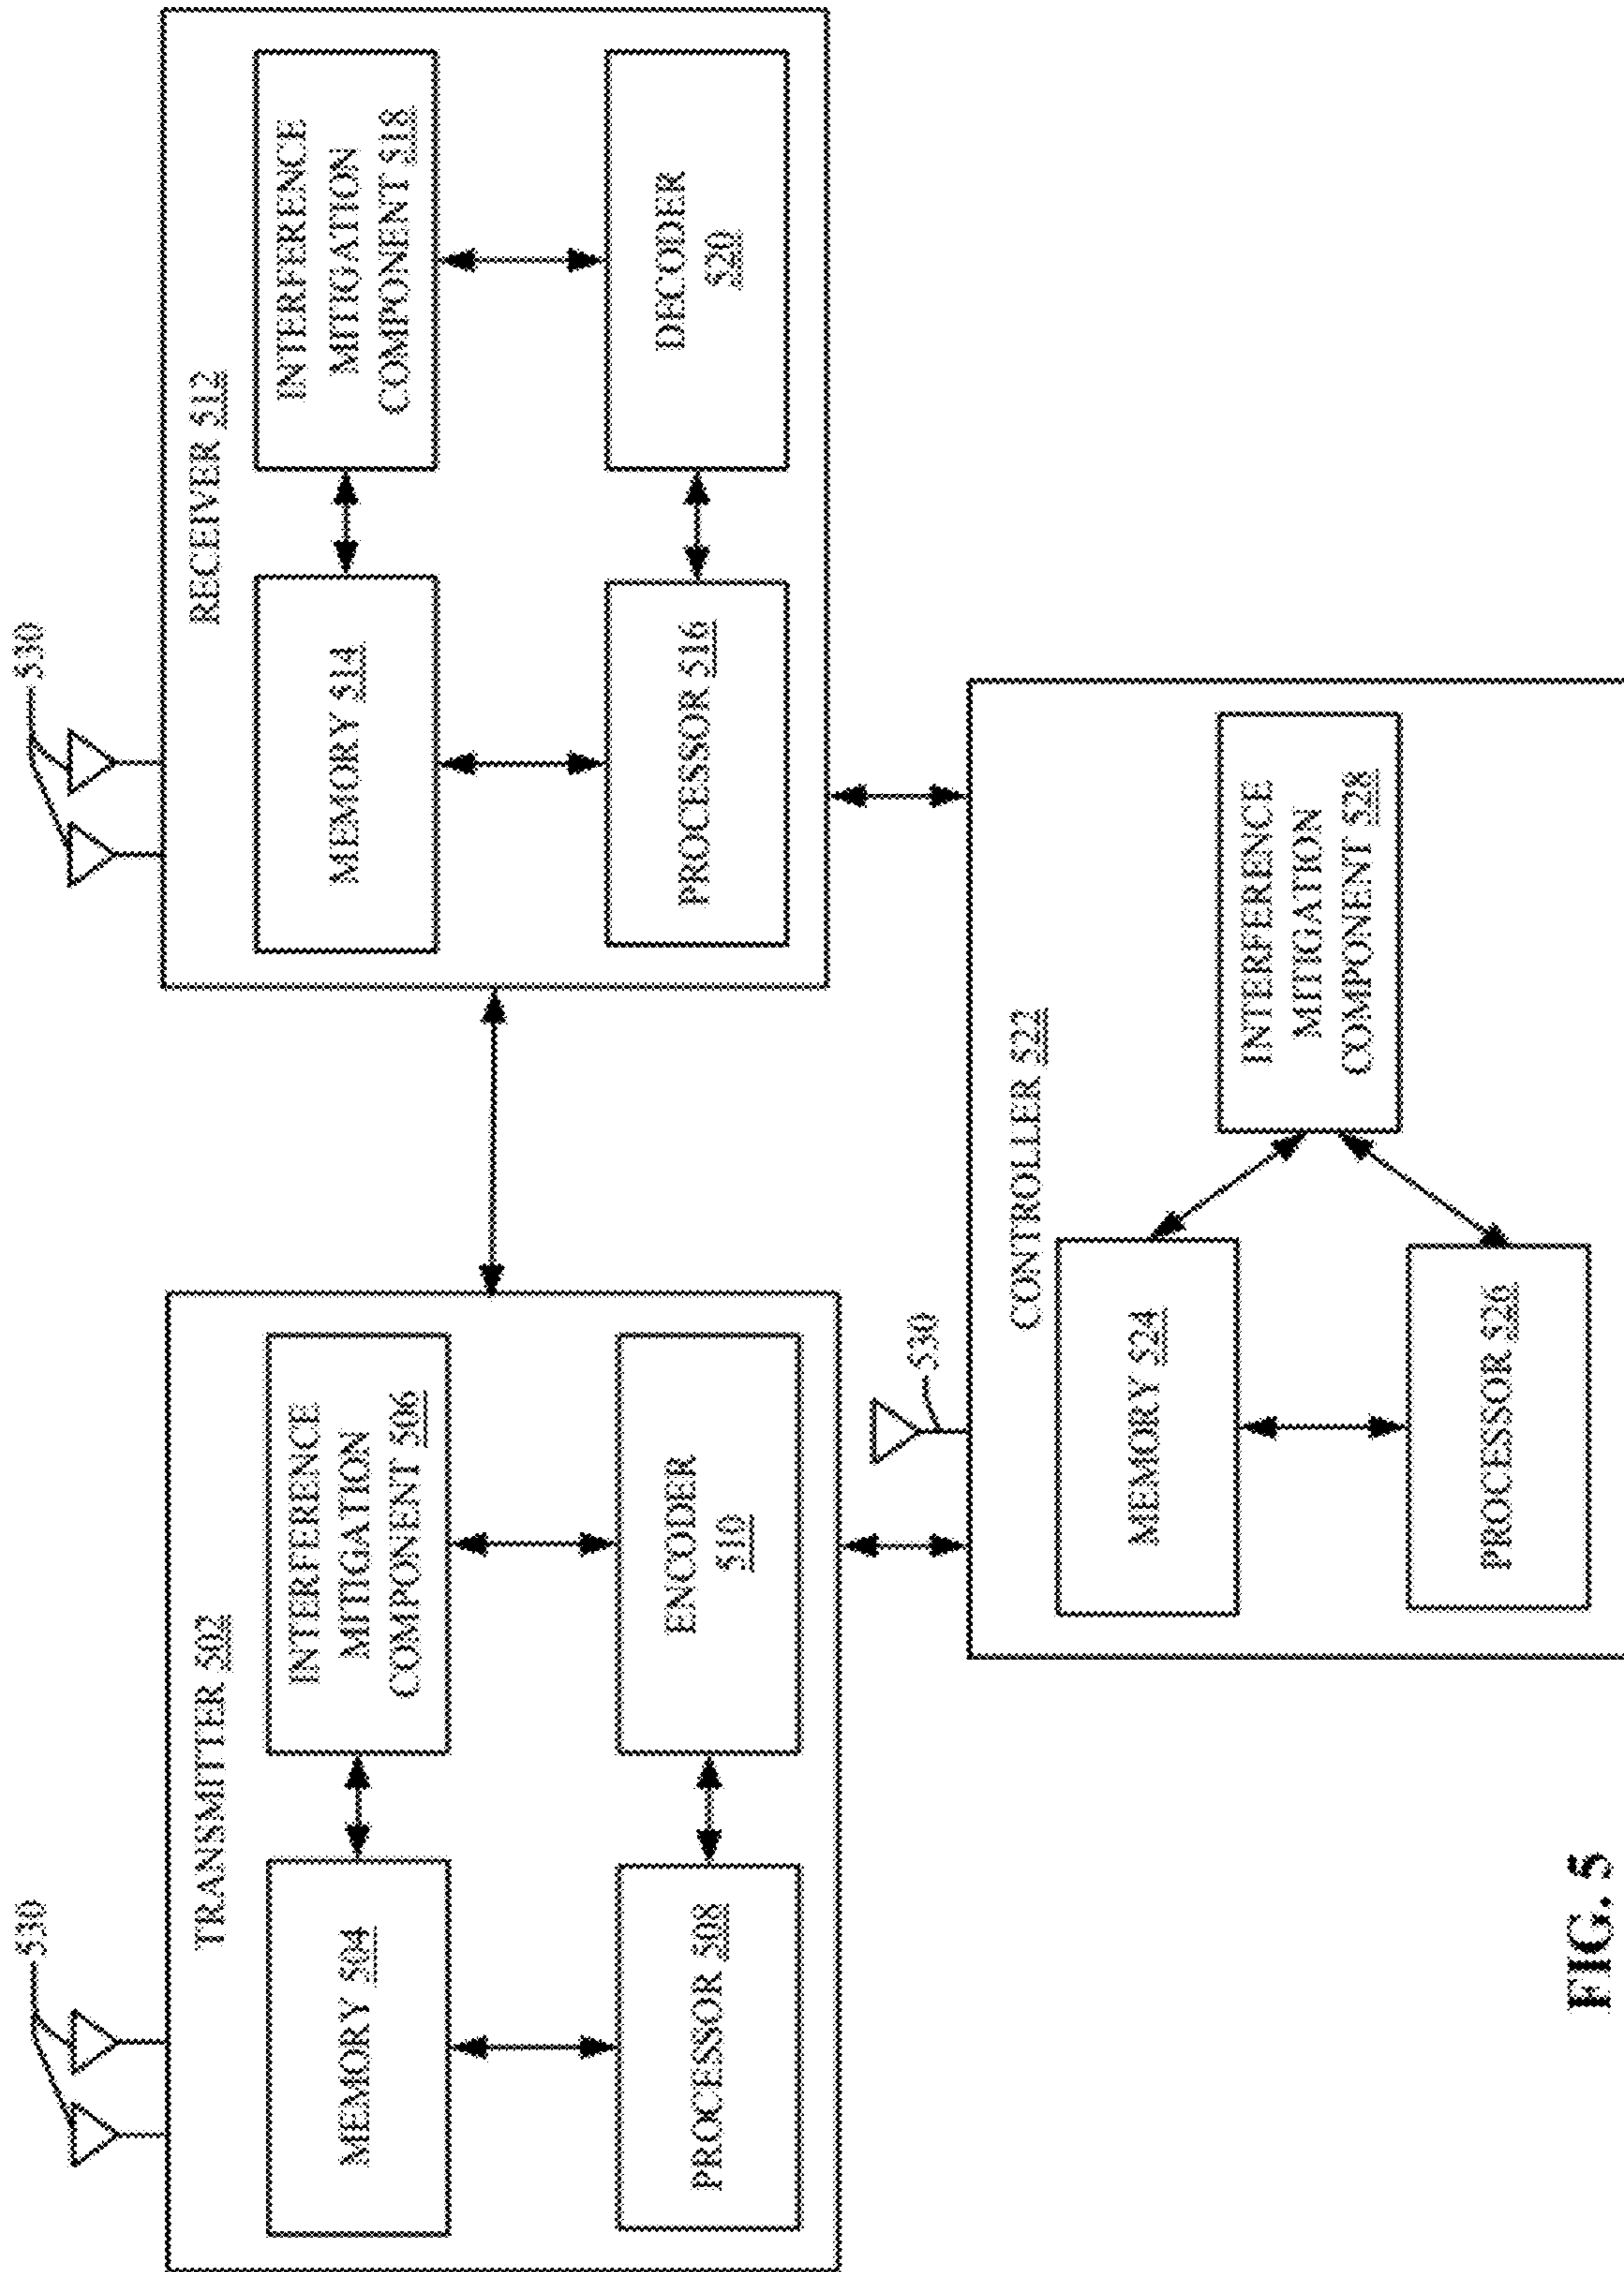 530
TRANSMITTER 502
MEMORY 504
INTERFERENCE
MITIGATION
COMPONENT 506
PROCESSOR 508
ENCODER
510
530
RECEIVER 512
MEMORY 514
INTERFERENCE
MITIGATION
COMPONENT 518
PROCESSOR 516
DECODER
520
530
CONTROLLER 522
MEMORY 524
INTERFERENCE
MITIGATION
COMPONENT 528
PROCESSOR 526
FIG. 5